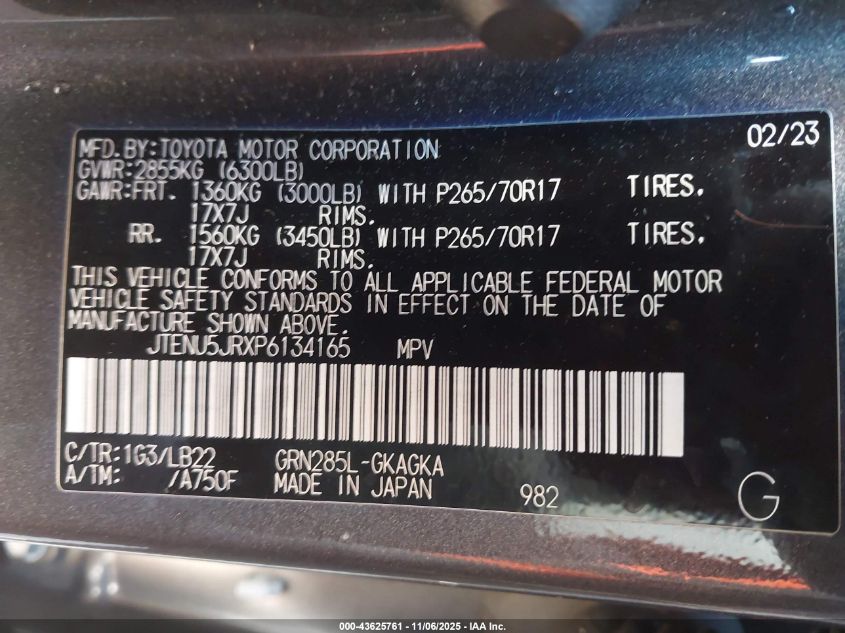 02/23
MFD.BY:TOYOTA MOTOR CORPORATION
GVWR:2855KG (6300LB)
GAWR:FRT. 1360KG (3000LB) WITH P265/70R17 TIRES.
17X7J RIMS.
RR. 1560KG (3450LB) WITH P265/70R17 TIRES.
17X7J RIMS.
THIS VEHICLE CONFORMS TO ALL APPLICABLE FEDERAL MOTOR
VEHICLE SAFETY STANDARDS IN EFFECT ON THE DATE OF
MANUFACTURE SHOWN ABOVE.
JTENU5JRXP6134165 MPV
C/TR:1G3/LB22 GRN285L-GKAGKA
A/TM: /A750F MADE IN JAPAN 982 G
000-43625761 - 11/06/2025 - IAA, Inc.